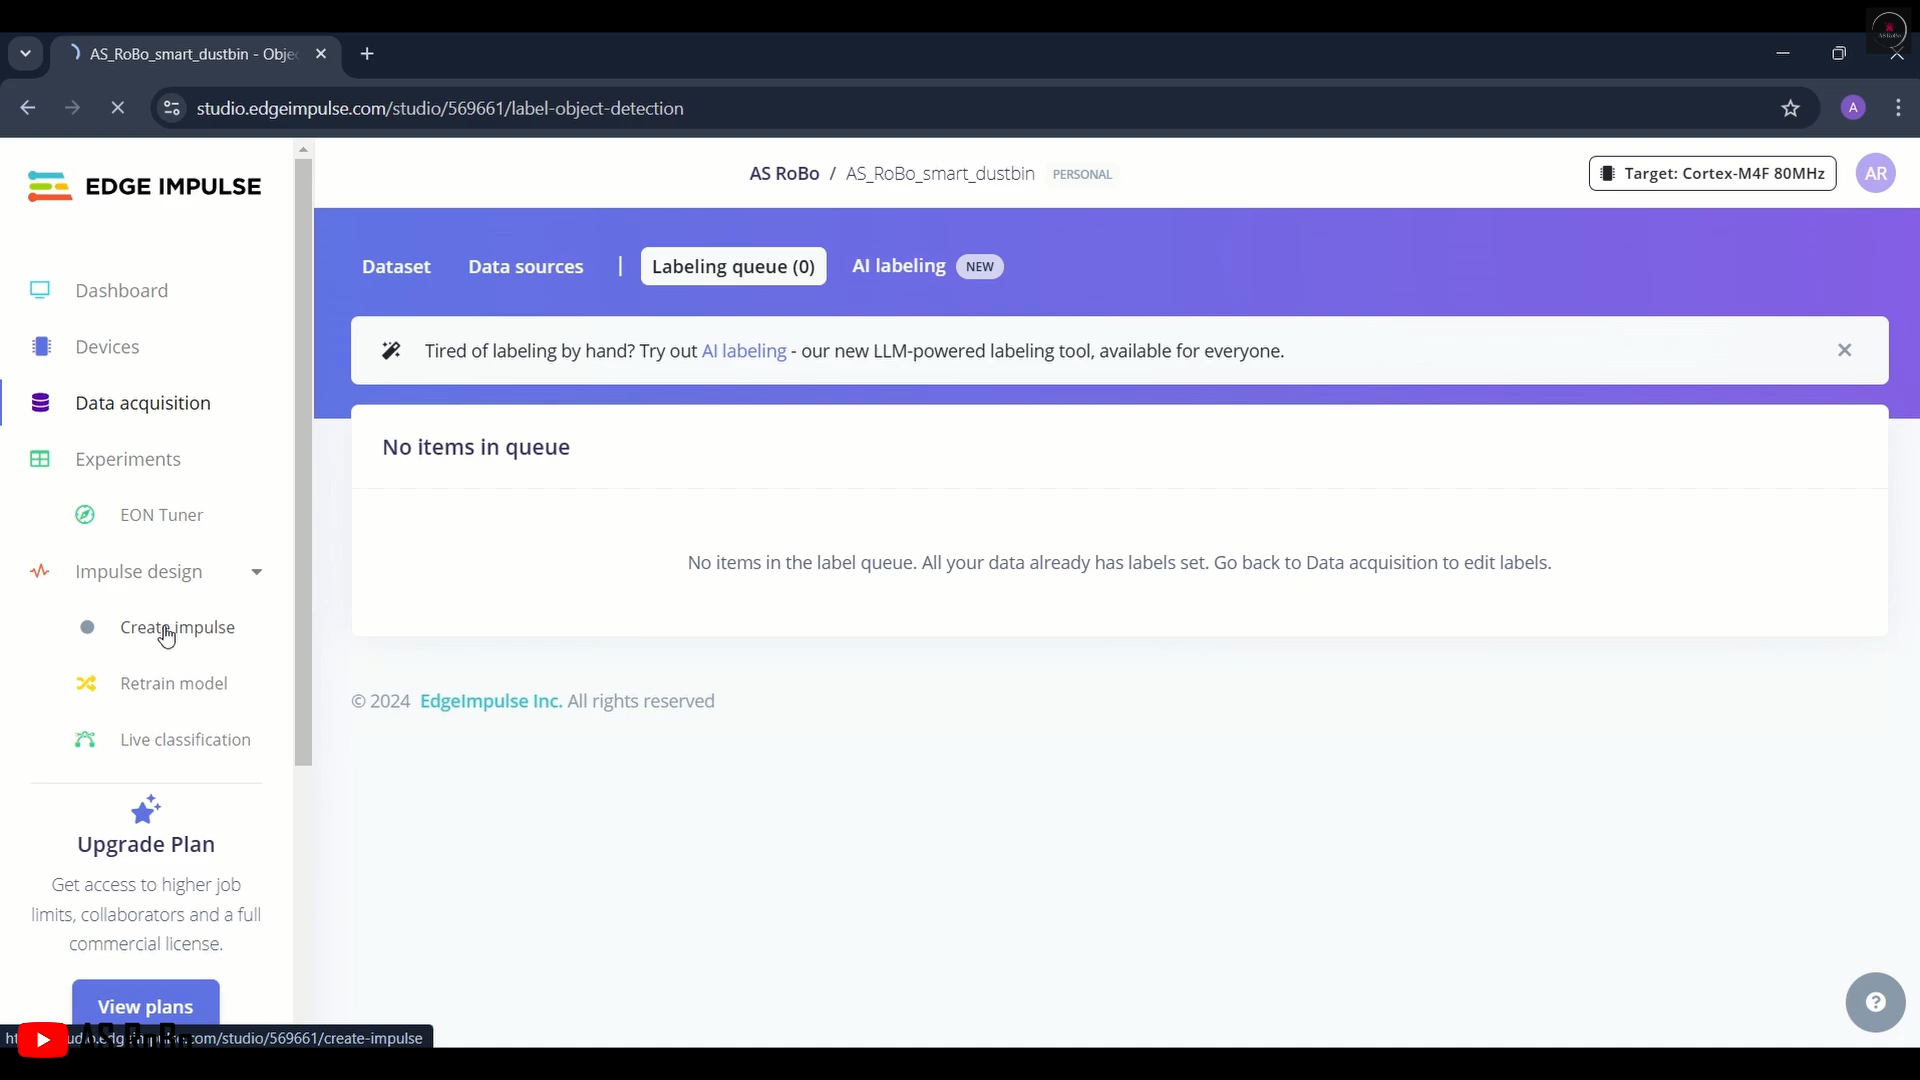 AS_RoBo_smart_dustbin - Obje
studio.edgeimpulse.com/studio/569661/label-object-detection
A
EDGE IMPULSE
AS RoBo / AS_RoBo_smart_dustbin PERSONAL
Target: Cortex-M4F 80MHz
AR
Dashboard
Devices
Data acquisition
Experiments
EON Tuner
Impulse design
Create impulse
Retrain model
Live classification
Upgrade Plan
Get access to higher job
limits, collaborators and a full
commercial license.
View plans
Dataset Data sources | Labeling queue (0) AI labeling NEW
Tired of labeling by hand? Try out AI labeling - our new LLM-powered labeling tool, available for everyone.
No items in queue
No items in the label queue. All your data already has labels set. Go back to Data acquisition to edit labels.
© 2024 EdgeImpulse Inc. All rights reserved
AS RoBo
.com/studio/569661/create-impulse